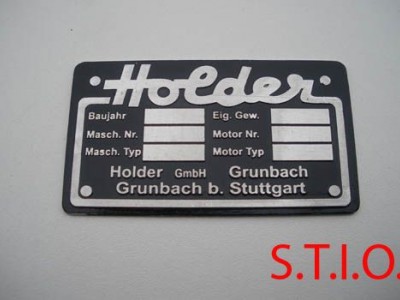 Holder
Baujahr Eig. Gew.
Masch. Nr. Motor Nr.
Masch. Typ Motor Typ
Holder GmbH Grunbach
Grunbach b. Stuttgart
S.T.I.O.